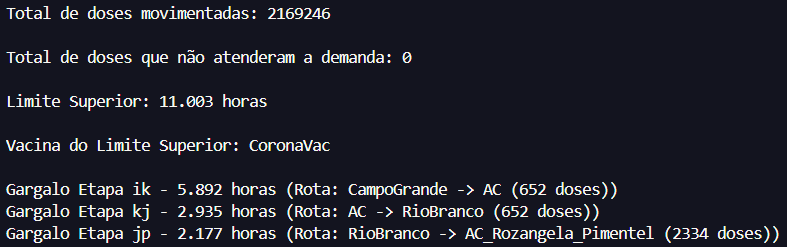 Total de doses movimentadas: 2169246
Total de doses que não atenderam a demanda: 0
Limite Superior: 11.003 horas
Vacina do Limite Superior: CoronaVac
Gargalo Etapa ik - 5.892 horas (Rota: CampoGrande -> AC (652 doses))
Gargalo Etapa kj - 2.935 horas (Rota: AC -> RioBranco (652 doses))
Gargalo Etapa jp - 2.177 horas (Rota: RioBranco -> AC_Rozangela_Pimentel (2334 doses))